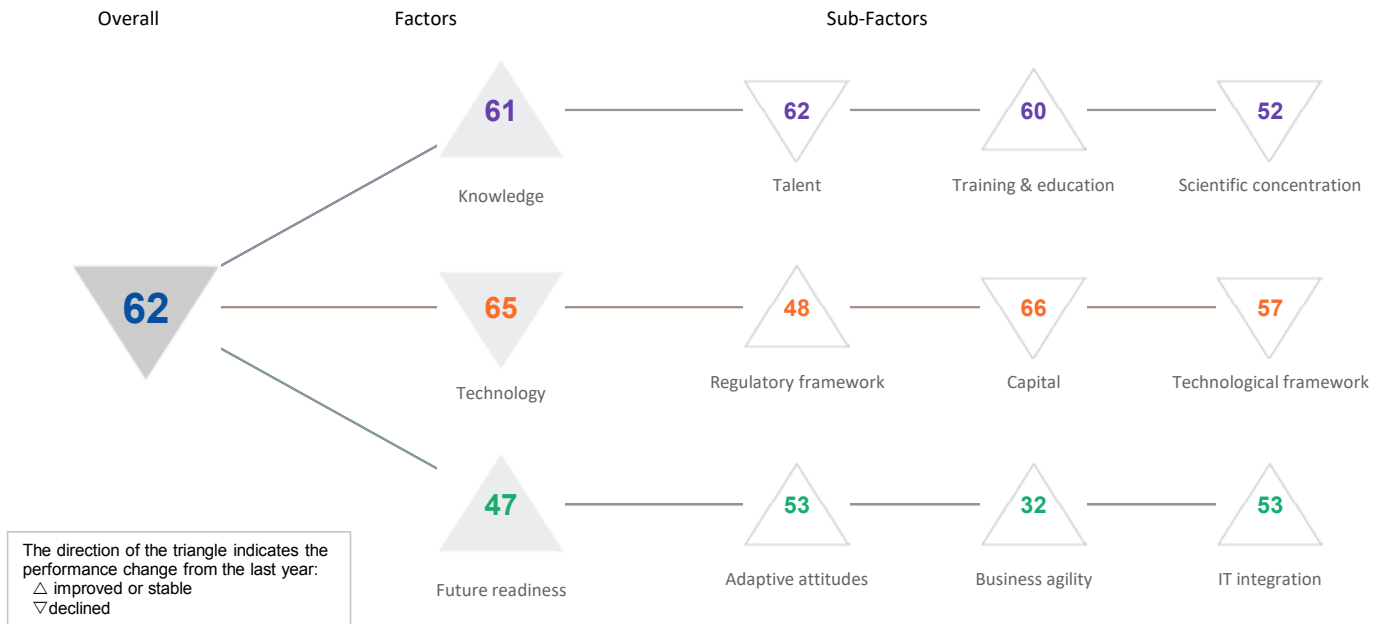 Overall
Factors
Sub-Factors
61
62
60
52
Knowledge
Talent
Training & education
Scientific concentration
62
65
48
66
57
Technology
Regulatory framework
Capital
Technological framework
47
53
32
53
Future readiness
Adaptive attitudes
Business agility
IT integration
The direction of the triangle indicates the
performance change from the last year:
△ improved or stable
▽declined